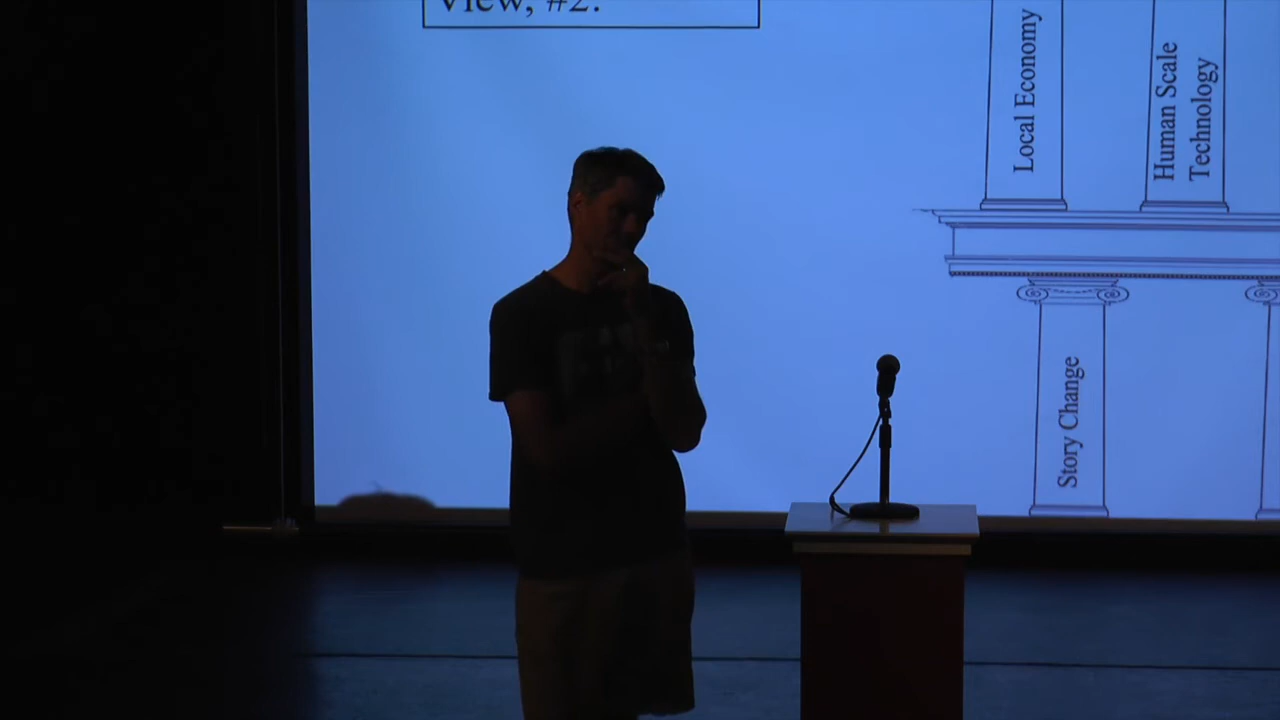 View, #2.
Local Economy
Human Scale
Technology
Story Change